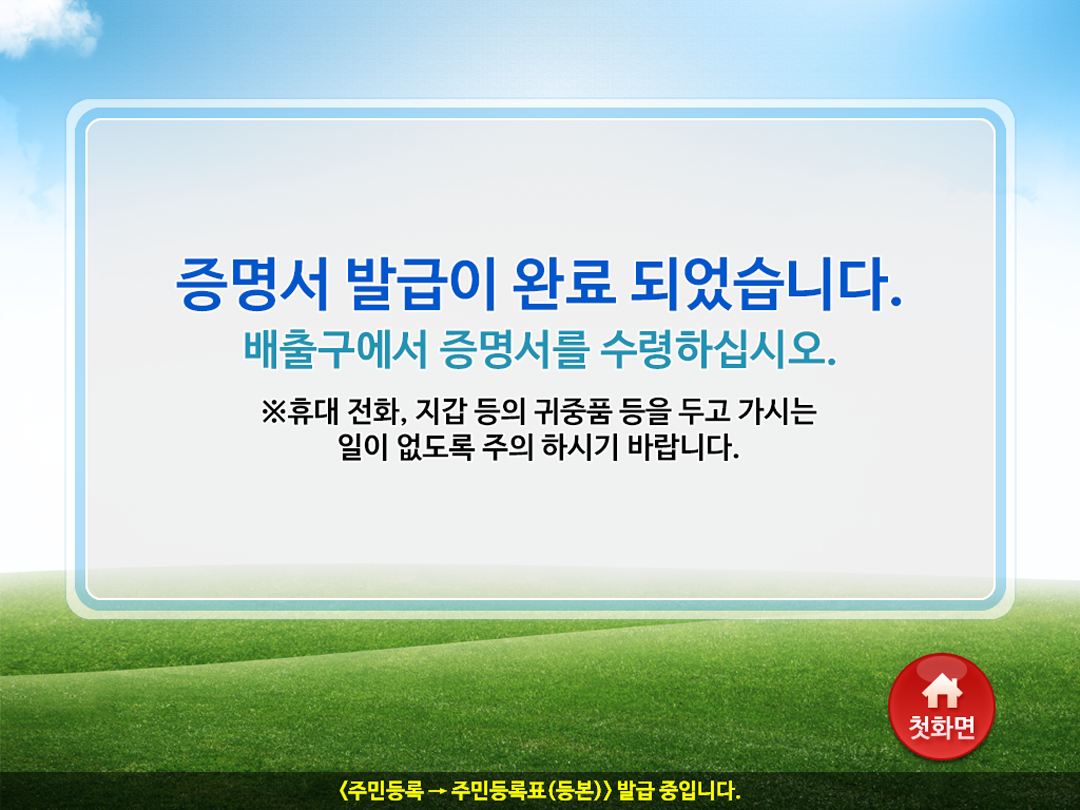 증명서 발급이 완료 되었습니다.
배출구에서 증명서를 수령하십시오.
※휴대 전화, 지갑 등의 귀중품 등을 두고 가시는
일이 없도록 주의 하시기 바랍니다.
첫화면
<주민등록 → 주민등록표(등본)> 발급 중입니다.